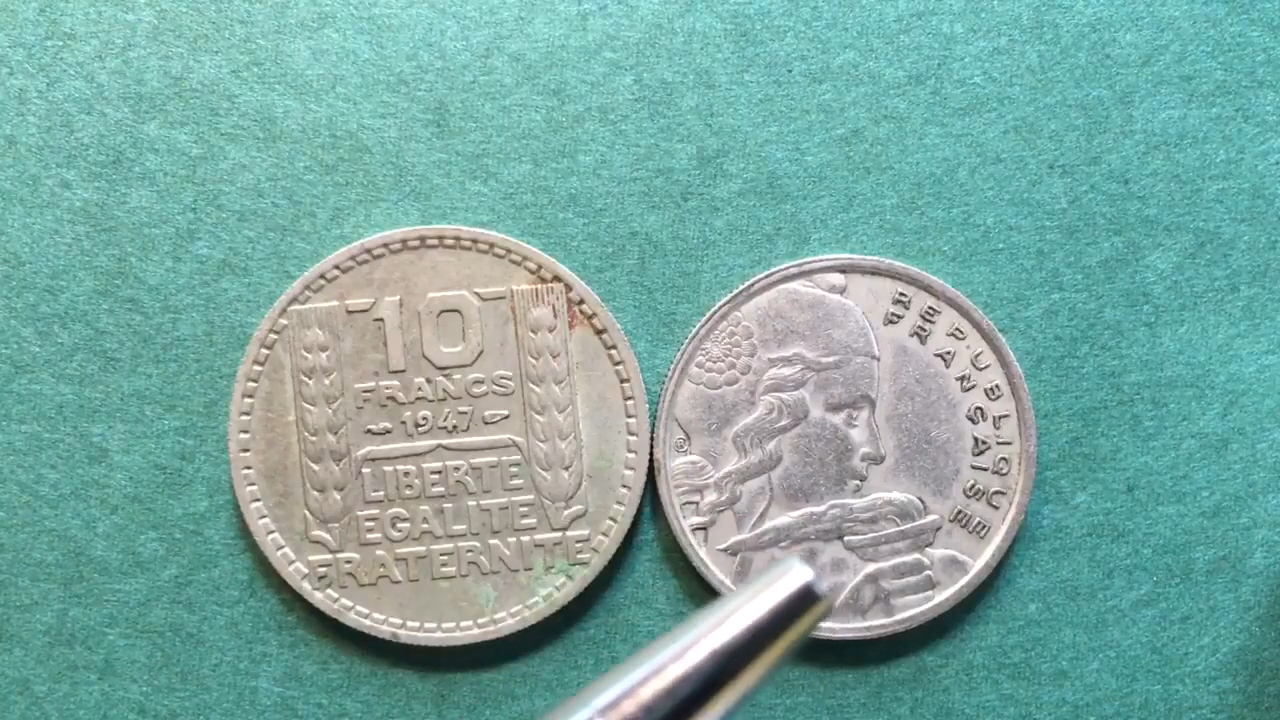 10
FRANCS
1947
LIBERTE
EGALITE
FRATERNITE
REPUBLIQUE
FRANÇAISE
R